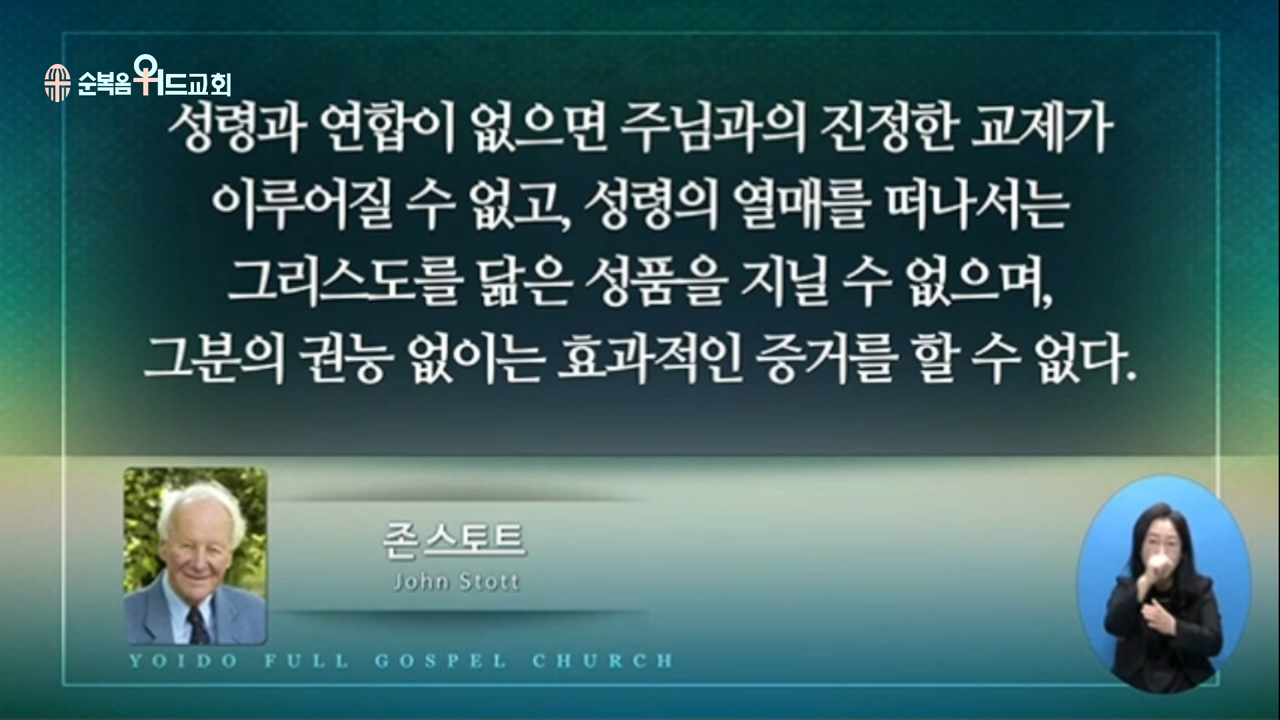 순복음워드교회
성령과 연합이 없으면 주님과의 진정한 교제가
이루어질 수 없고, 성령의 열매를 떠나서는
그리스도를 닮은 성품을 지닐 수 없으며,
그분의 권능 없이는 효과적인 증거를 할 수 없다.
존 스토트
John Stott
YOIDO FULL GOSPEL CHURCH